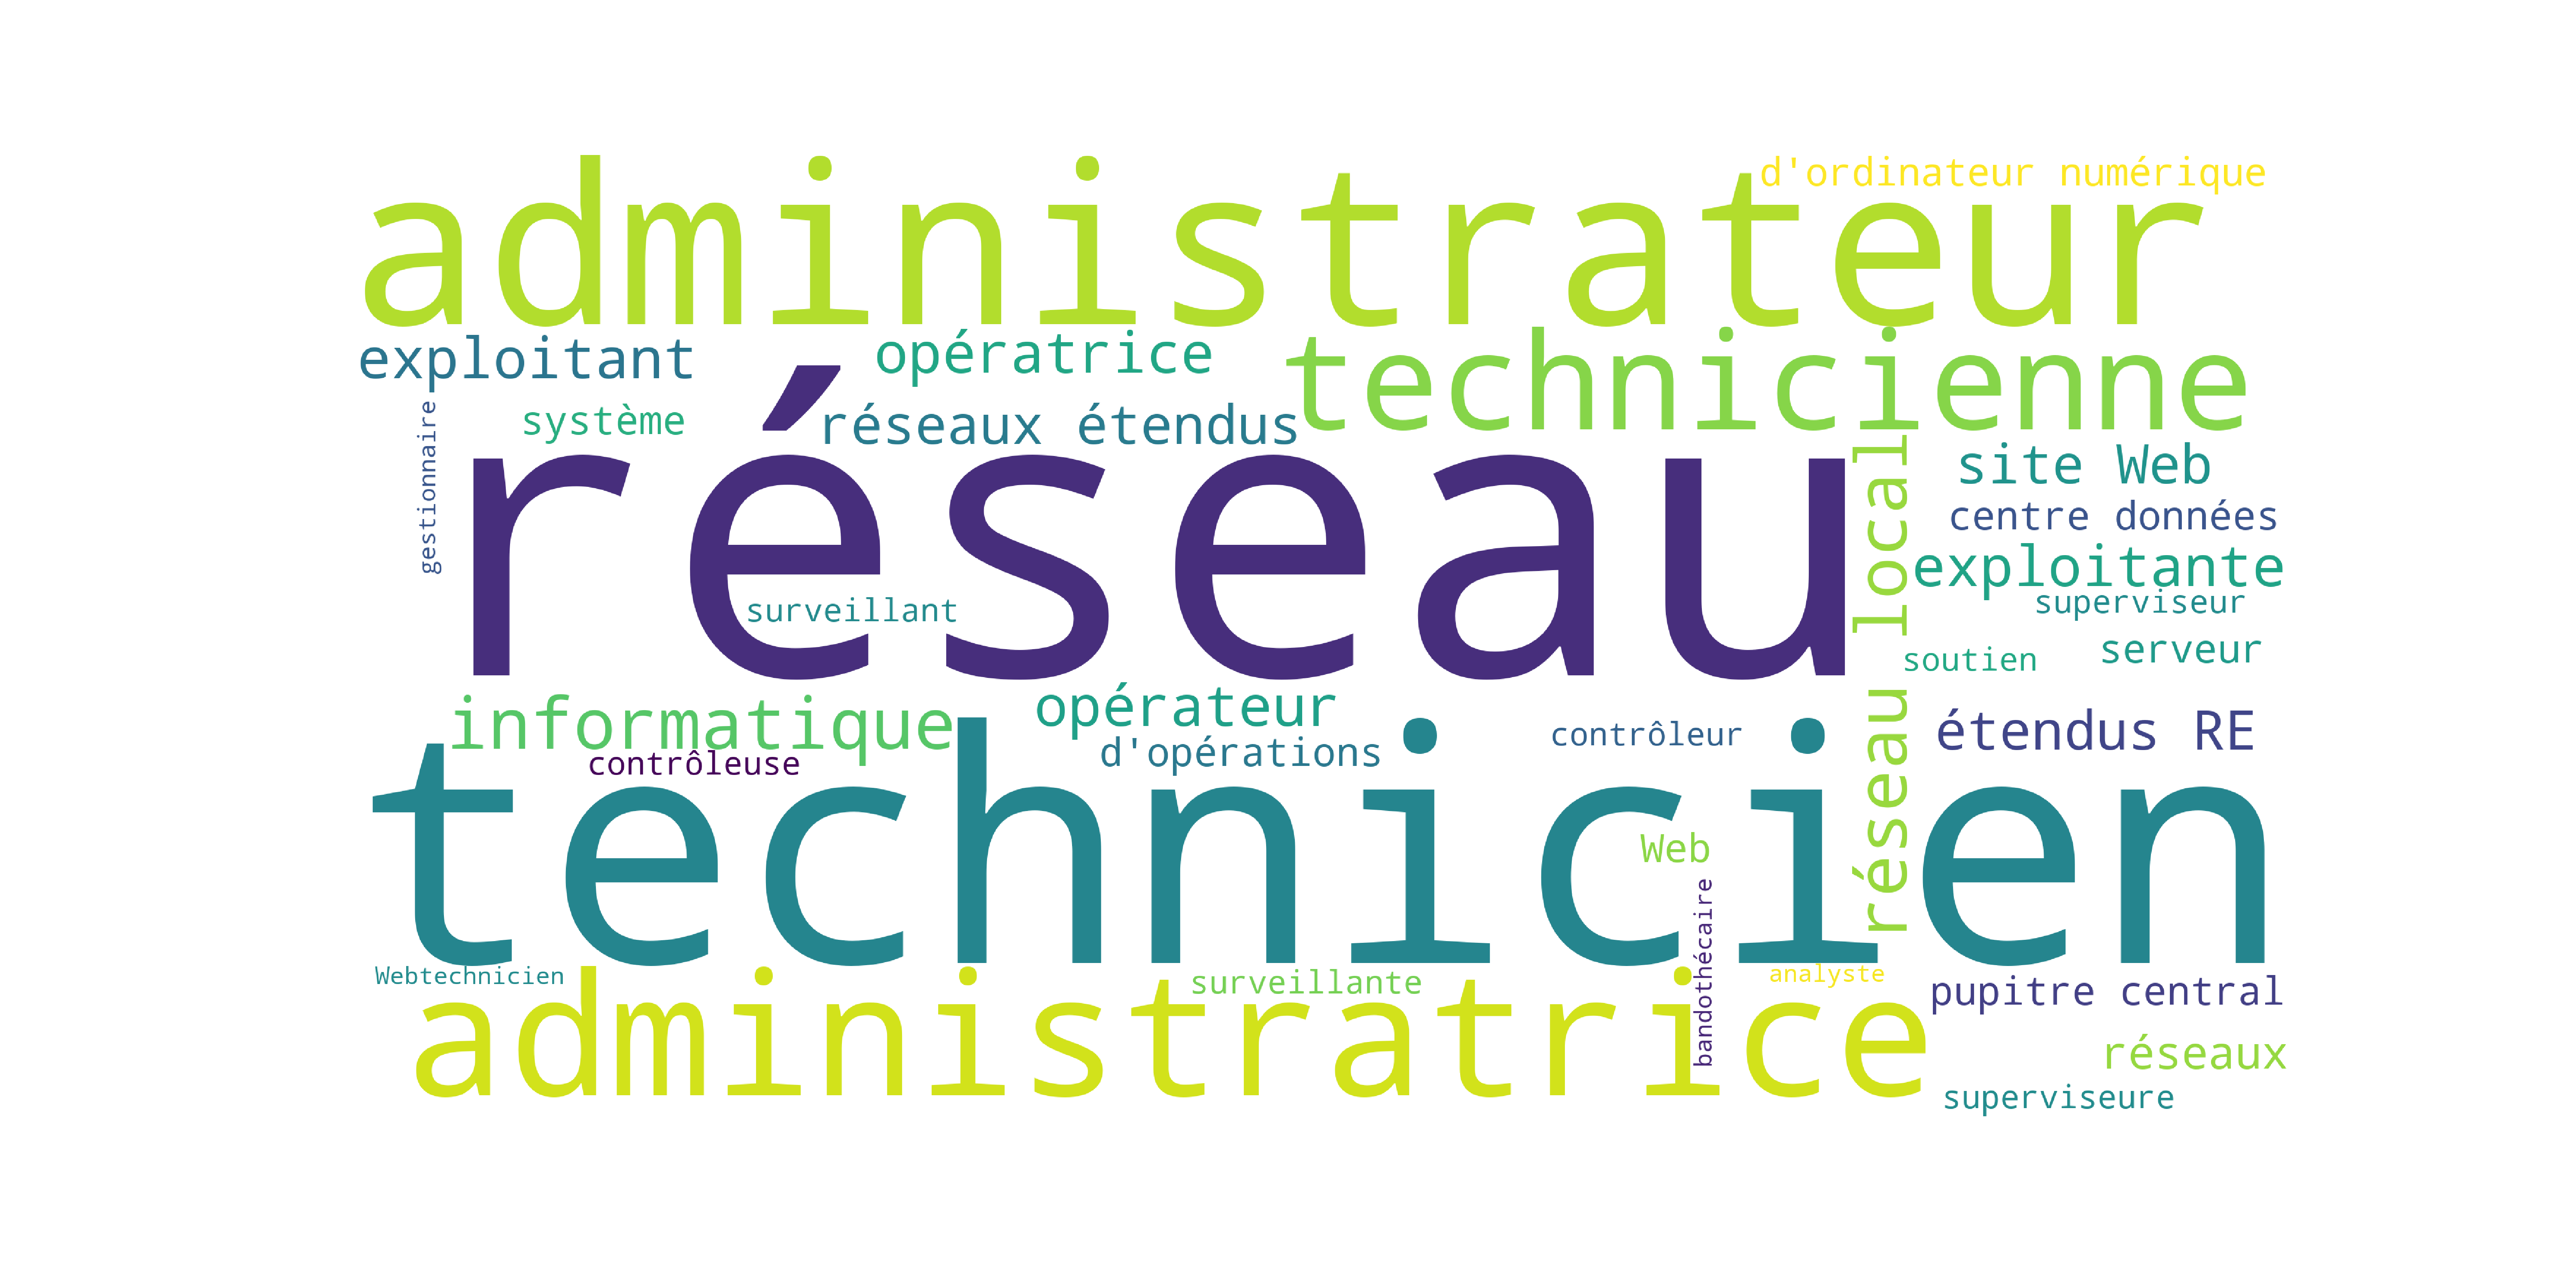 d'ordinateur numérique
administrateur
exploitant
opératrice
technicienne
gestionnaire
système
réseaux étendus
réseau
réseau local
site Web
centre données
exploitante
superviseur
surveillant
serveur
soutien
informatique
opérateur
contrôleur
étendus RE
contrôleuse
d'opérations
technicien
Web
bandothécaire
Webtechnicien
surveillante
analyste
administratrice
pupitre central
réseaux
superviseure